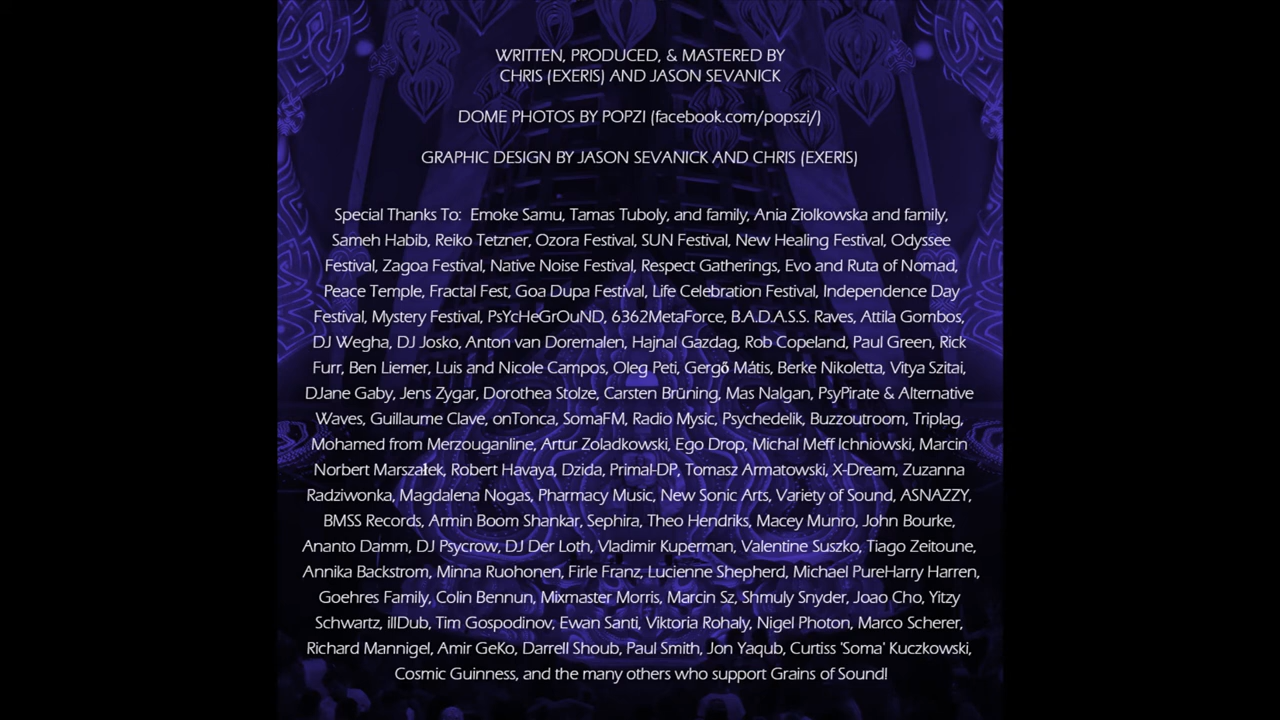 WRITTEN, PRODUCED, & MASTERED BY
CHRIS (EXERIS) AND JASON SEVANICK
DOME PHOTOS BY POPZI (facebook.com/popszi/)
GRAPHIC DESIGN BY JASON SEVANICK AND CHRIS (EXERIS)
Special Thanks To:  Emoke Samu, Tamas Tuboly, and family, Ania Ziolkowska and family,
Sameh Habib, Reiko Tetzner, Ozora Festival, SUN Festival, New Healing Festival, Odyssee
Festival, Zagoa Festival, Native Noise Festival, Respect Gatherings, Evo and Ruta of Nomad,
Peace Temple, Fractal Fest, Goa Dupa Festival, Life Celebration Festival, Independence Day
Festival, Mystery Festival, PsYcHeGrOuND, 6362MetaForce, B.A.D.A.S.S. Raves, Attila Gombos,
DJ Wegha, DJ Josko, Anton van Doremalen, Hajnal Gazdag, Rob Copeland, Paul Green, Rick
Furr, Ben Liemer, Luis and Nicole Campos, Oleg Peti, Gergő Mátis, Berke Nikoletta, Vitya Szitai,
DJane Gaby, Jens Zygar, Dorothea Stolze, Carsten Brüning, Mas Nalgan, PsyPirate & Alternative
Waves, Guillaume Clave, onTonca, SomaFM, Radio Mysic, Psychedelik, Buzzoutroom, Triplag,
Mohamed from Merzouganline, Artur Zoladkowski, Ego Drop, Michal Meff Ichniowski, Marcin
Norbert Marszałek, Robert Havaya, Dzida, Primal-DP, Tomasz Armatowski, X-Dream, Zuzanna
Radziwonka, Magdalena Nogas, Pharmacy Music, New Sonic Arts, Variety of Sound, ASNAZZY,
BMSS Records, Armin Boom Shankar, Sephira, Theo Hendriks, Macey Munro, John Bourke,
Ananto Damm, DJ Psycrow, DJ Der Loth, Vladimir Kuperman, Valentine Suszko, Tiago Zeitoune,
Annika Backstrom, Minna Ruohonen, Firle Franz, Lucienne Shepherd, Michael PureHarry Harren,
Goehres Family, Colin Bennun, Mixmaster Morris, Marcin Sz, Shmuly Snyder, Joao Cho, Yitzy
Schwartz, illDub, Tim Gospodinov, Ewan Santi, Viktoria Rohaly, Nigel Photon, Marco Scherer,
Richard Mannigel, Amir GeKo, Darrell Shoub, Paul Smith, Jon Yaqub, Curtiss 'Soma' Kuczkowski,
Cosmic Guinness, and the many others who support Grains of Sound!